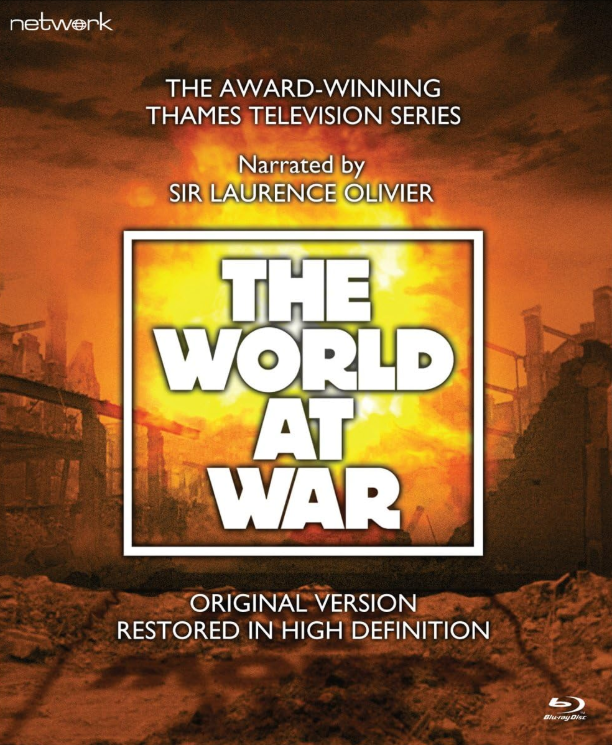 network
THE AWARD-WINNING
THAMES TELEVISION SERIES
Narrated by
SIR LAURENCE OLIVIER
THE
WORLD
AT
WAR
ORIGINAL VERSION
RESTORED IN HIGH DEFINITION
Blu-ray Disc